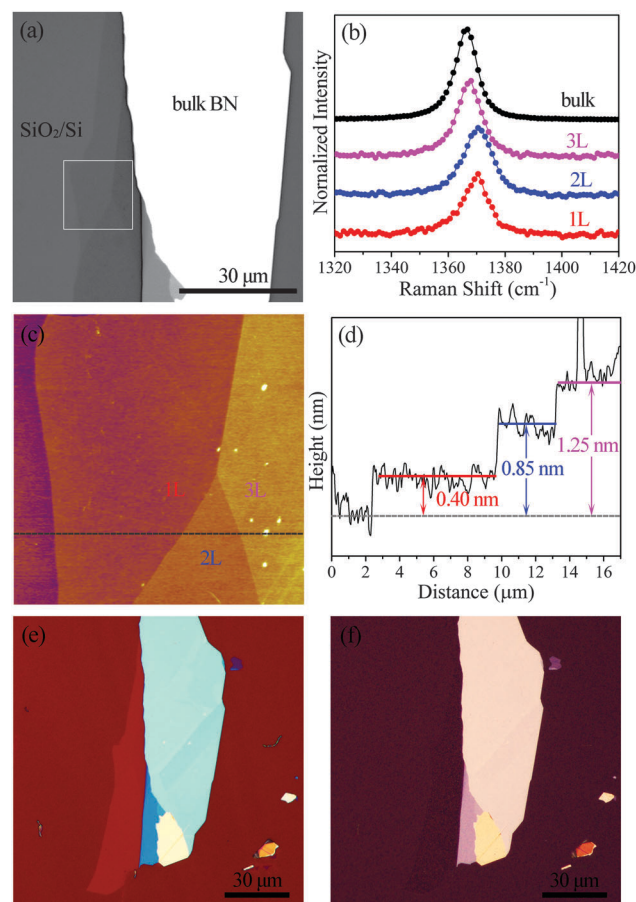 (a)
bulk BN
SiO₂/Si
30 μm
(b)
Normalized Intensity
bulk
3L
2L
1L
1320 1340 1360 1380 1400 1420
Raman Shift (cm⁻¹)
(c)
1L
3L
2L
(d)
Height (nm)
1.25 nm
0.85 nm
0.40 nm
0 2 4 6 8 10 12 14 16
Distance (μm)
(e)
30 μm
(f)
30 μm